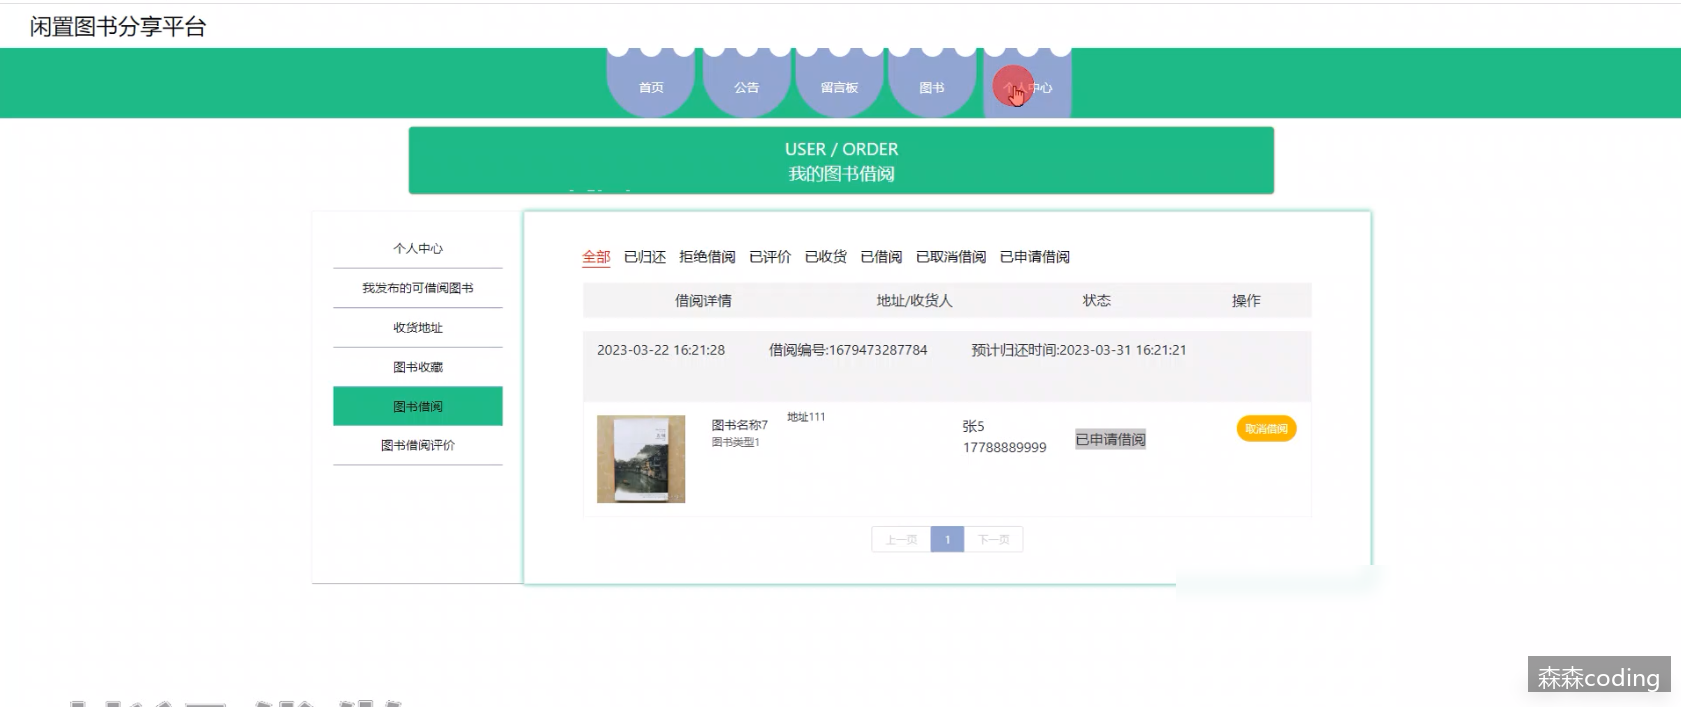 闲置图书分享平台
首页 公告 留言板 图书 个人中心
USER / ORDER
我的图书借阅
个人中心
我发布的可借阅图书
收货地址
图书收藏
图书借阅
图书借阅评价
全部 已归还 拒绝借阅 已评价 已收货 已借阅 已取消借阅 已申请借阅
借阅详情 地址/收货人 状态 操作
2023-03-22 16:21:28 借阅编号:1679473287784 预计归还时间:2023-03-31 16:21:21
图书名称7
图书类型1
地址111
张5
17788889999
已申请借阅
取消借阅
上一页 1 下一页
森森coding